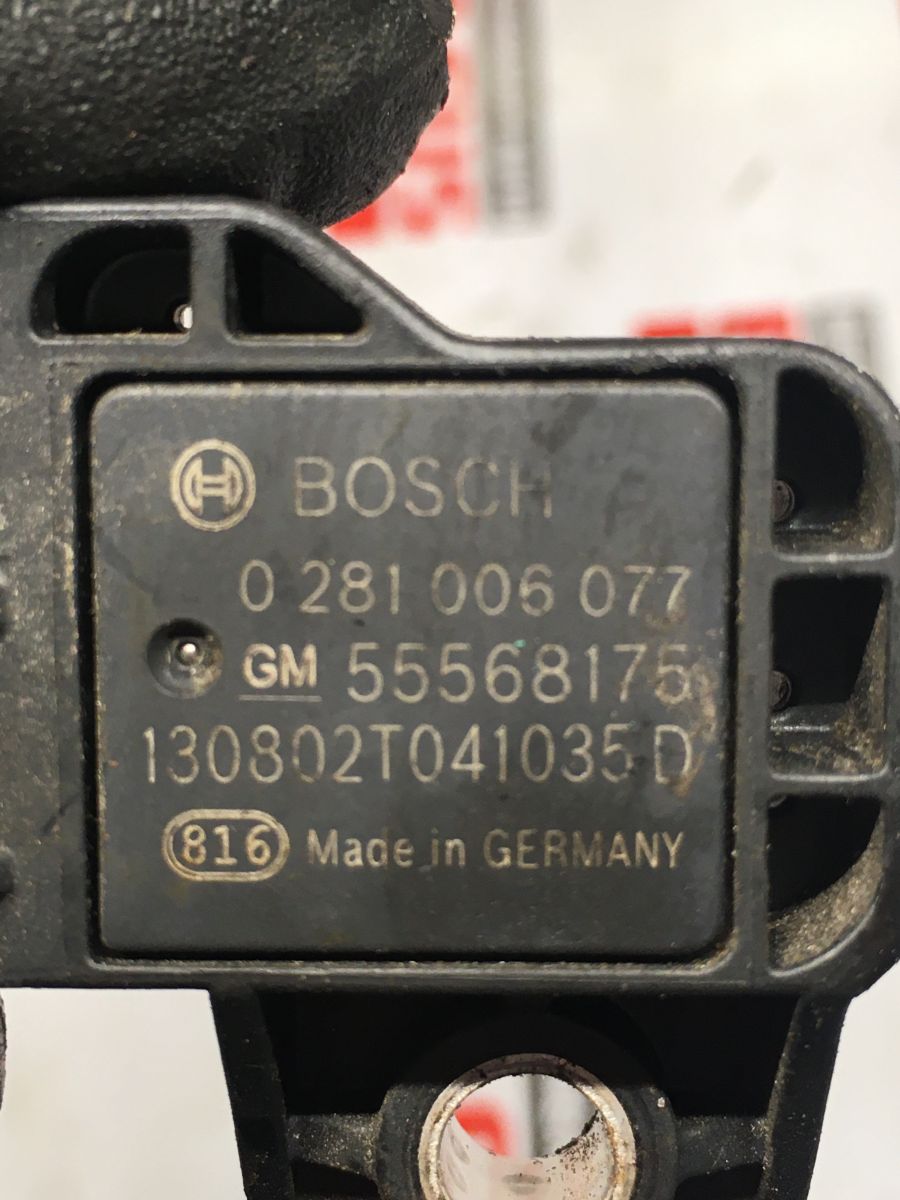 BOSCH
0 281 006 077
GM 55568175
130802T041035 D
816 Made in GERMANY